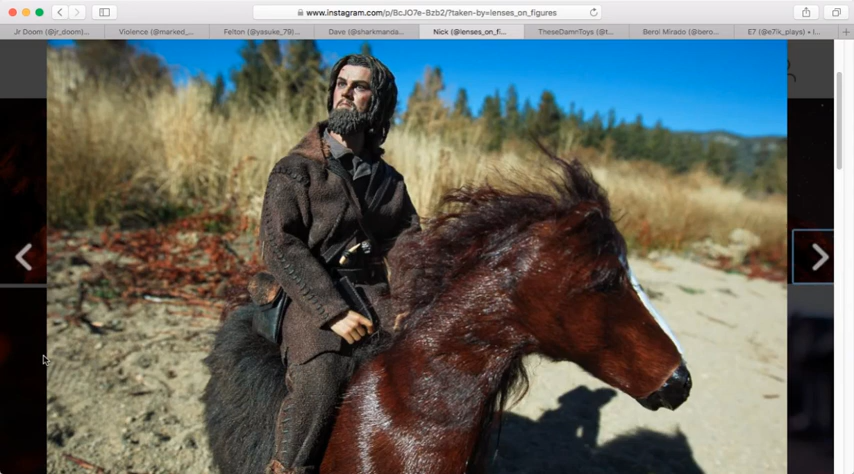 www.instagram.com/p/BcJO7e-Bzb2/?taken-by=lenses_on_figures
Jr Doom (@jr_doom)... Violence (@marked_... Felton (@yasuke_79)... Dave (@sharkmanda... Nick (@lenses_on_fi... TheseDamnToys (@t... Berol Mirado (@bero... E7 (@e7ik_plays) • I...